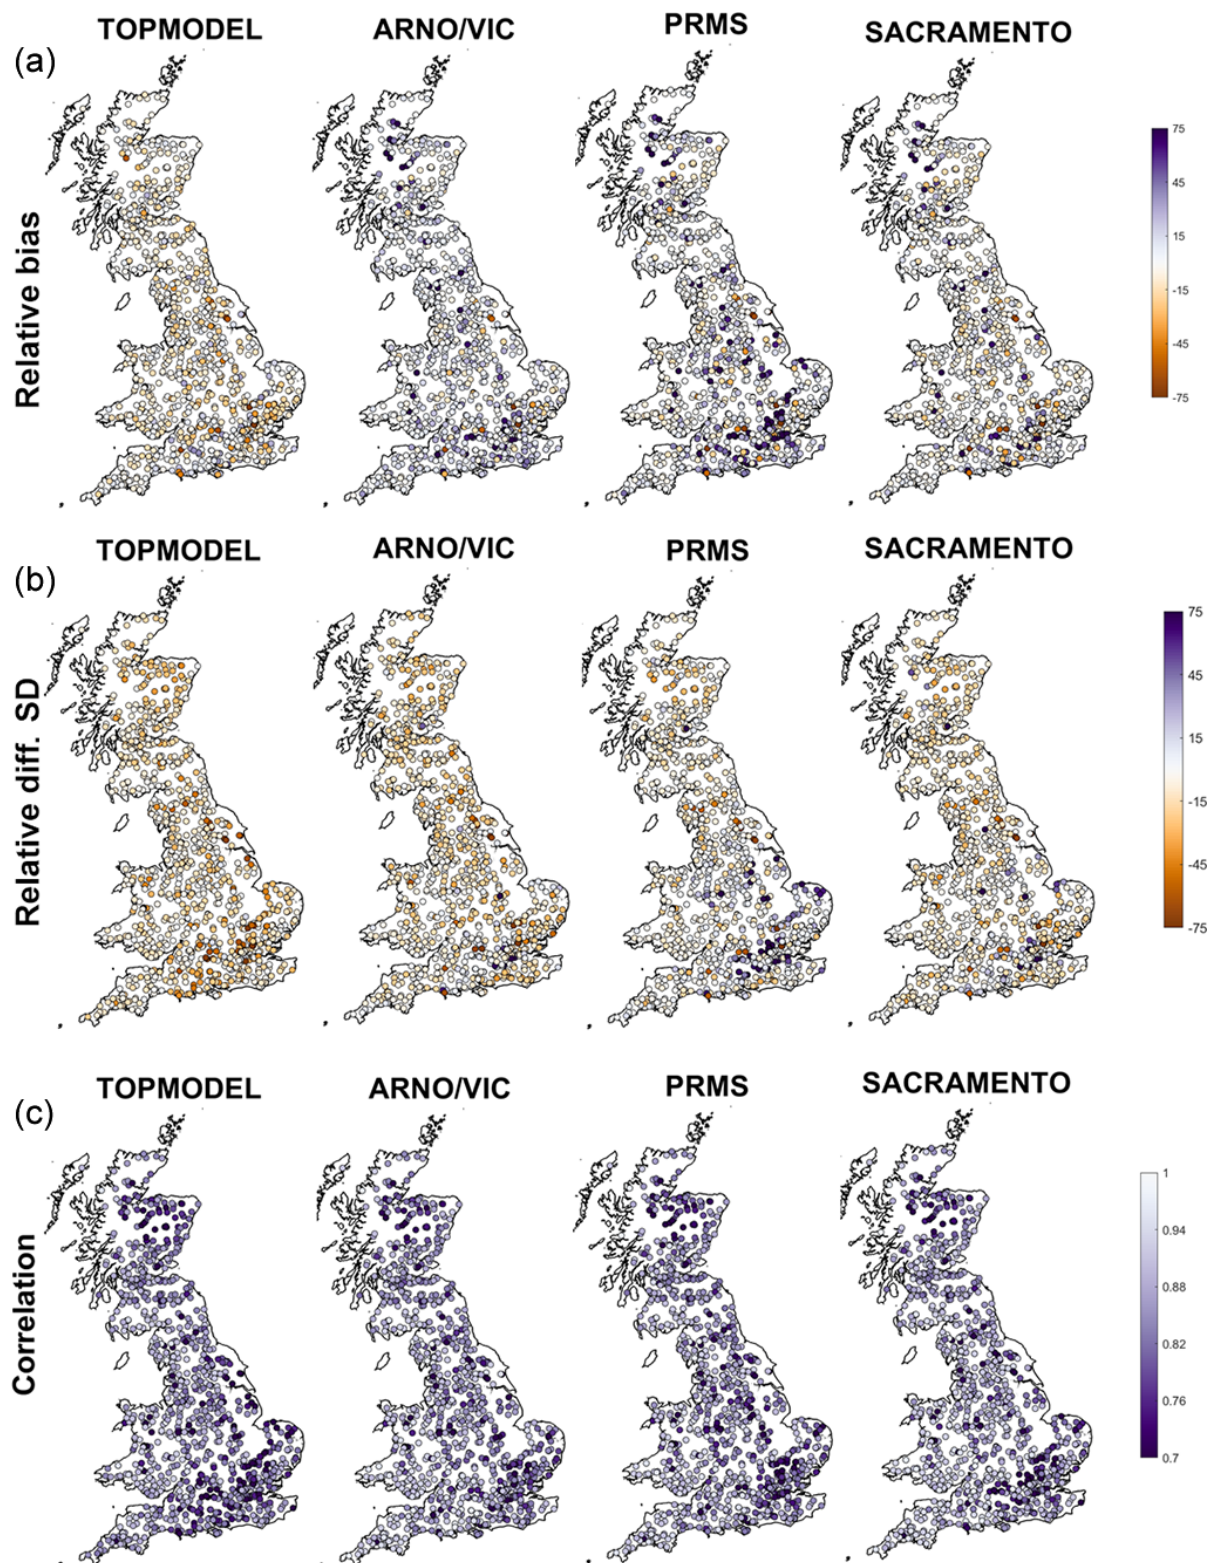 TOPMODEL ARNO/VIC PRMS SACRAMENTO
(a)
Relative bias
75
45
15
-15
-45
-75
TOPMODEL ARNO/VIC PRMS SACRAMENTO
(b)
Relative diff. SD
75
45
15
-15
-45
-75
TOPMODEL ARNO/VIC PRMS SACRAMENTO
(c)
Correlation
1
0.94
0.88
0.82
0.76
0.7